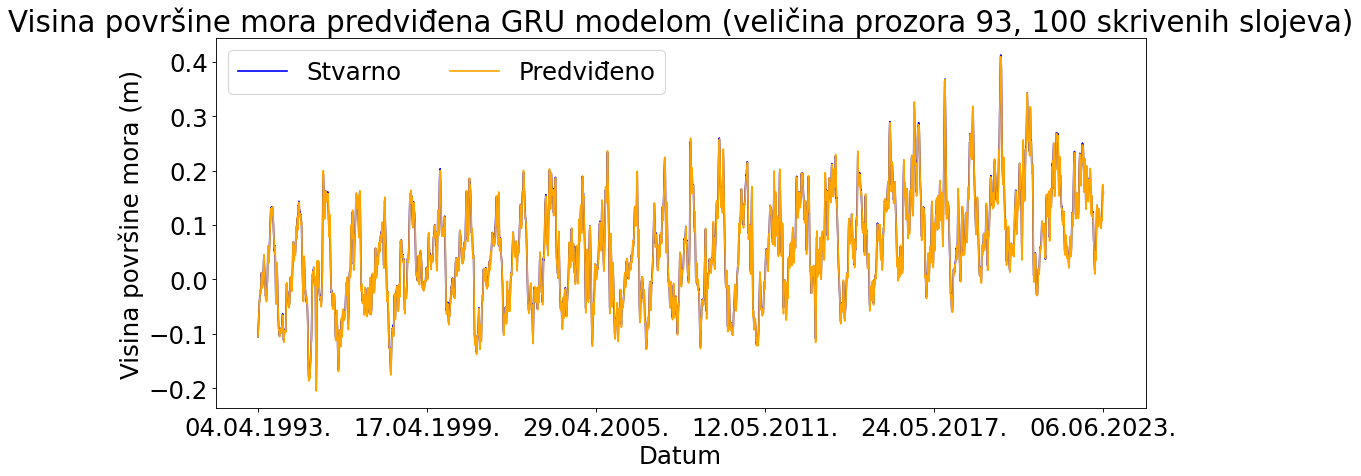 Visina površine mora predviđena GRU modelom (veličina prozora 93, 100 skrivenih slojeva)
Stvarno Predviđeno
Visina površine mora (m)
0.4
0.3
0.2
0.1
0.0
−0.1
−0.2
04.04.1993. 17.04.1999. 29.04.2005. 12.05.2011. 24.05.2017. 06.06.2023.
Datum